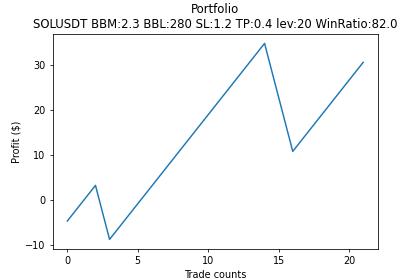 Portfolio
SOLUSDT BBM:2.3 BBL:280 SL:1.2 TP:0.4 lev:20 WinRatio:82.0
30
20
10
0
−10
Profit ($)
0
5
10
15
20
Trade counts